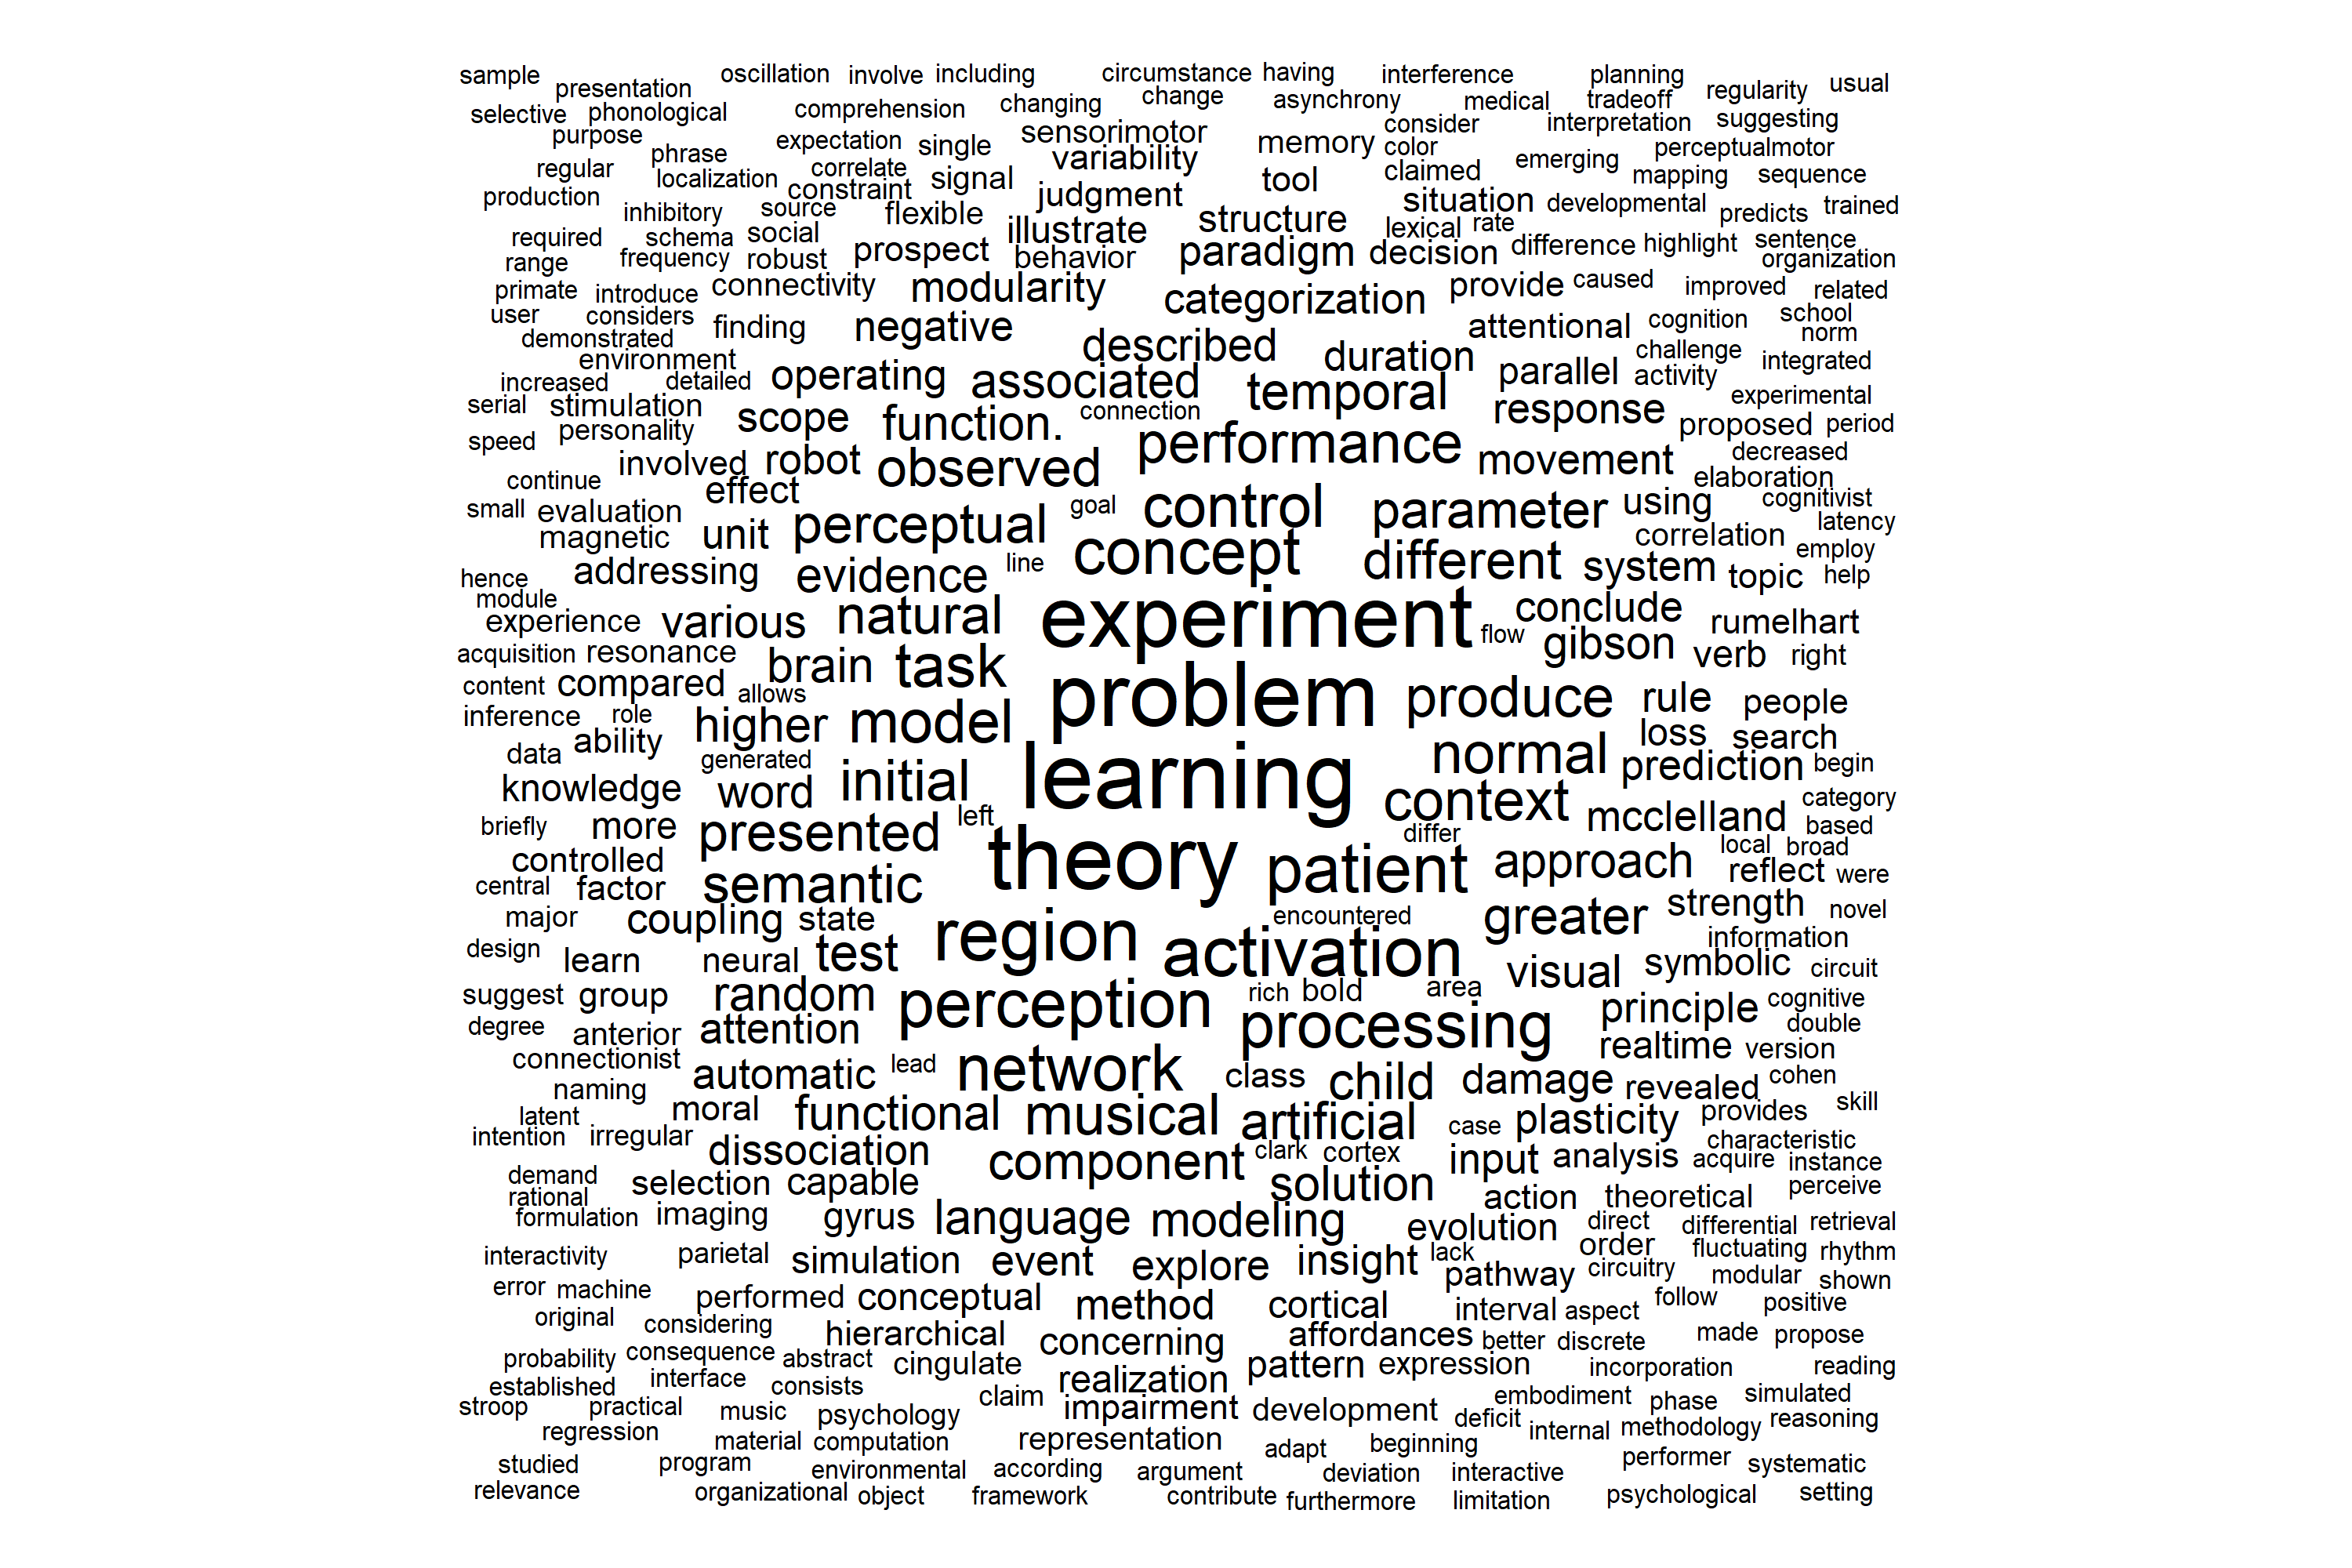 sample presentation oscillation involve including circumstance having interference planning regularity usual
selective phonological comprehension changing change asynchrony medical tradeoff
purpose expectation single sensorimotor memory consider interpretation suggesting
regular phrase localization correlate constraint signal variability tool color claimed emerging perceptualmotor mapping sequence
production inhibitory source flexible judgment structure situation developmental predicts trained
required schema social illustrate lexical rate
range frequency robust prospect behavior paradigm decision difference highlight sentence organization
primate introduce connectivity modularity categorization provide caused improved related
user considers finding negative attentional cognition school norm
demonstrated environment described duration challenge integrated
increased detailed operating associated temporal parallel activity
serial stimulation scope function. connection response experimental
speed personality performance proposed period
continue involved robot observed movement decreased elaboration
effect
small evaluation goal control parameter using cognitivist latency
magnetic unit perceptual concept different correlation employ
hence addressing evidence line system topic help
module experience various natural experiment conclude flow rumelhart
acquisition resonance brain task gibson verb right
content compared allows problem produce rule people
inference role higher model loss search
data ability generated normal
knowledge word initial learning context prediction begin category
briefly more presented left differ mcclelland based
controlled theory patient approach local broad
central factor semantic reflect were
major coupling state encountered greater strength novel
design learn neural test region activation visual symbolic information circuit
suggest group random perception rich bold area principle cognitive
degree anterior attention processing double
connectionist automatic lead network class child damage realtime version
naming revealed cohen
latent moral functional musical artificial case plasticity provides skill
intention irregular dissociation component clark cortex input analysis characteristic acquire instance
demand rational selection capable solution action theoretical perceive
formulation imaging gyrus language modeling evolution direct differential retrieval
interactivity parietal simulation event explore insight lack pathway order circuitry fluctuating rhythm
error machine performed conceptual method cortical interval aspect follow modular shown
original considering hierarchical concerning affordances better discrete made positive propose
probability consequence abstract cingulate realization pattern expression incorporation reading
established interface consists claim impairment development embodiment phase simulated
stroop practical music psychology deficit internal methodology reasoning
regression material computation representation adapt beginning
studied program environmental according argument deviation interactive performer systematic
relevance organizational object framework contribute furthermore limitation psychological setting